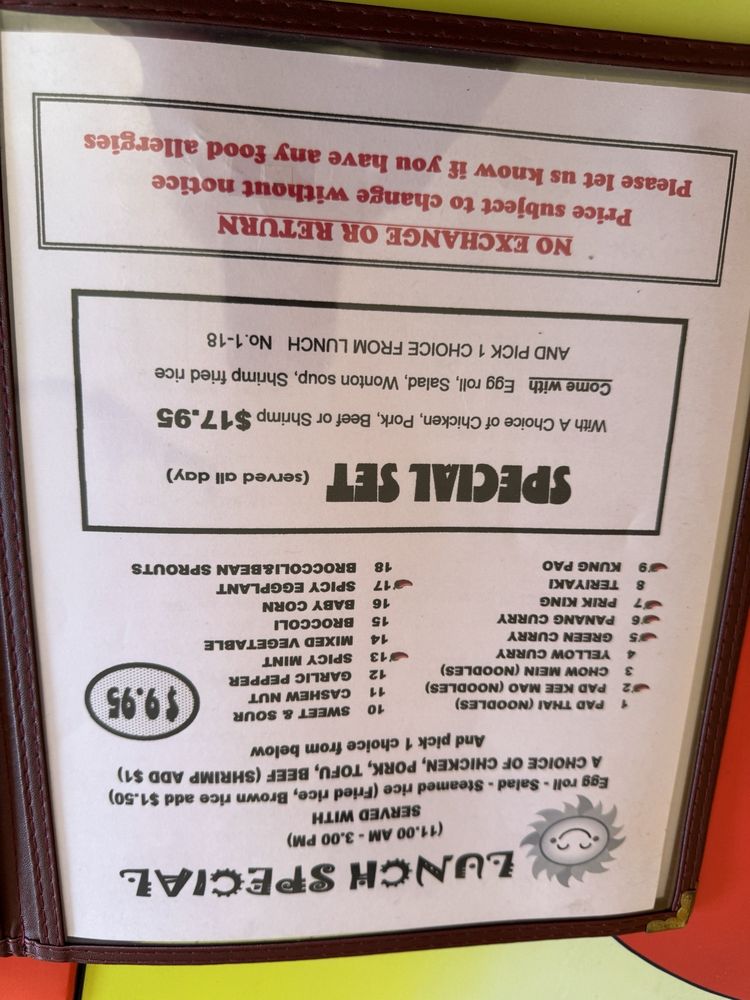 LUNCH SPECIAL
(11.00 AM - 3.00 PM)
SERVED WITH
Egg roll - Salad - Steamed rice (Fried rice, Brown rice add $1.50)
A CHOICE OF CHICKEN, PORK, TOFU, BEEF (SHRIMP ADD $1)
And pick 1 choice from below
1 PAD THAI (NOODLES)
2 PAD KEE MAO (NOODLES)
3 CHOW MEIN (NOODLES)
4 YELLOW CURRY
5 GREEN CURRY
6 PANANG CURRY
7 PRIK KING
8 TERIYAKI
9 KUNG PAO
10 SWEET & SOUR
11 CASHEW NUT
12 GARLIC PEPPER
13 SPICY MINT
14 MIXED VEGETABLE
15 BROCCOLI
16 BABY CORN
17 SPICY EGGPLANT
18 BROCCOLI&BEAN SPROUTS
$9.95
SPECIAL SET (served all day)
With A Choice of Chicken, Pork, Beef or Shrimp $17.95
Come with Egg roll, Salad, Wonton soup, Shrimp fried rice
AND PICK 1 CHOICE FROM LUNCH No.1-18
NO EXCHANGE OR RETURN
Price subject to change without notice
Please let us know if you have any food allergies